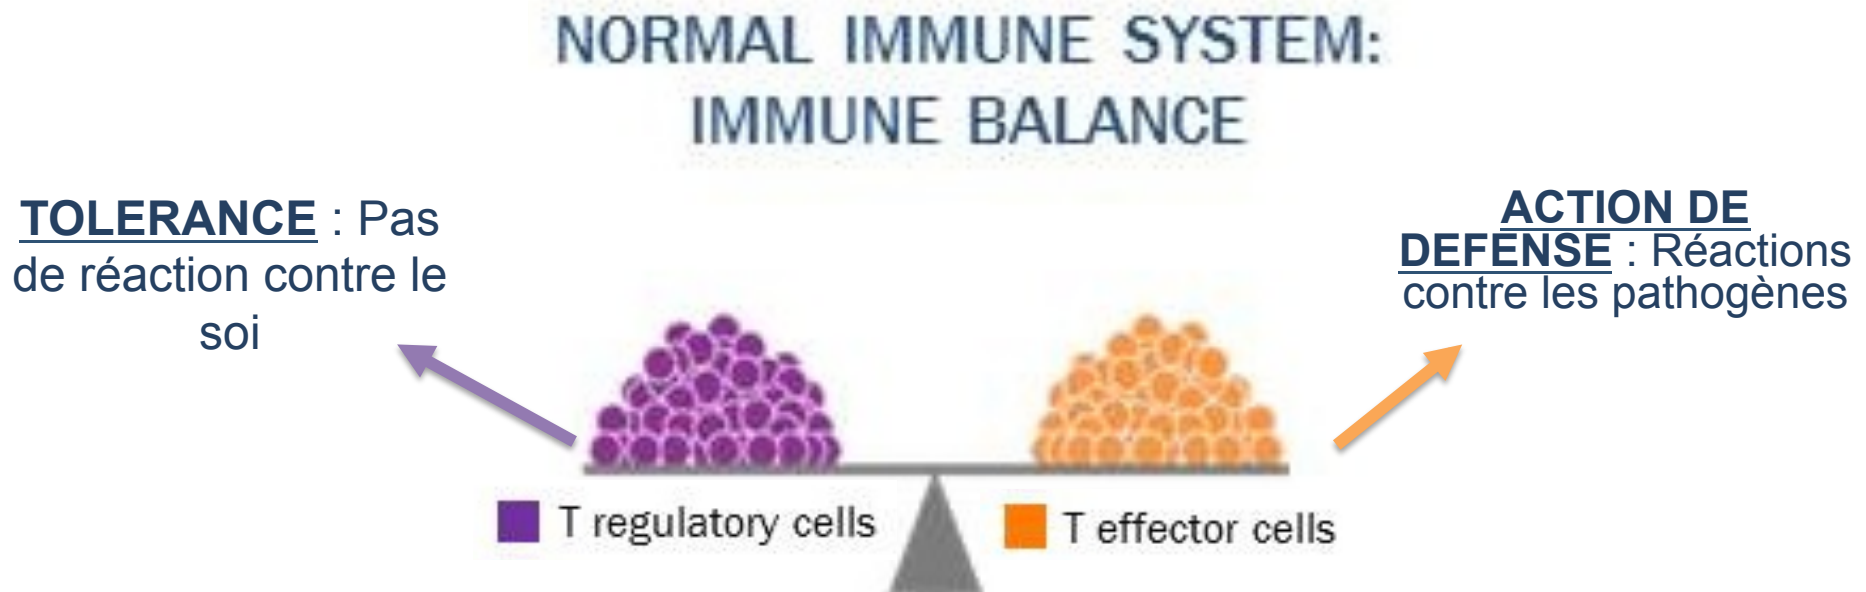 NORMAL IMMUNE SYSTEM:
IMMUNE BALANCE
TOLERANCE : Pas
de réaction contre le
soi
ACTION DE
DEFENSE : Réactions
contre les pathogènes
T regulatory cells
T effector cells